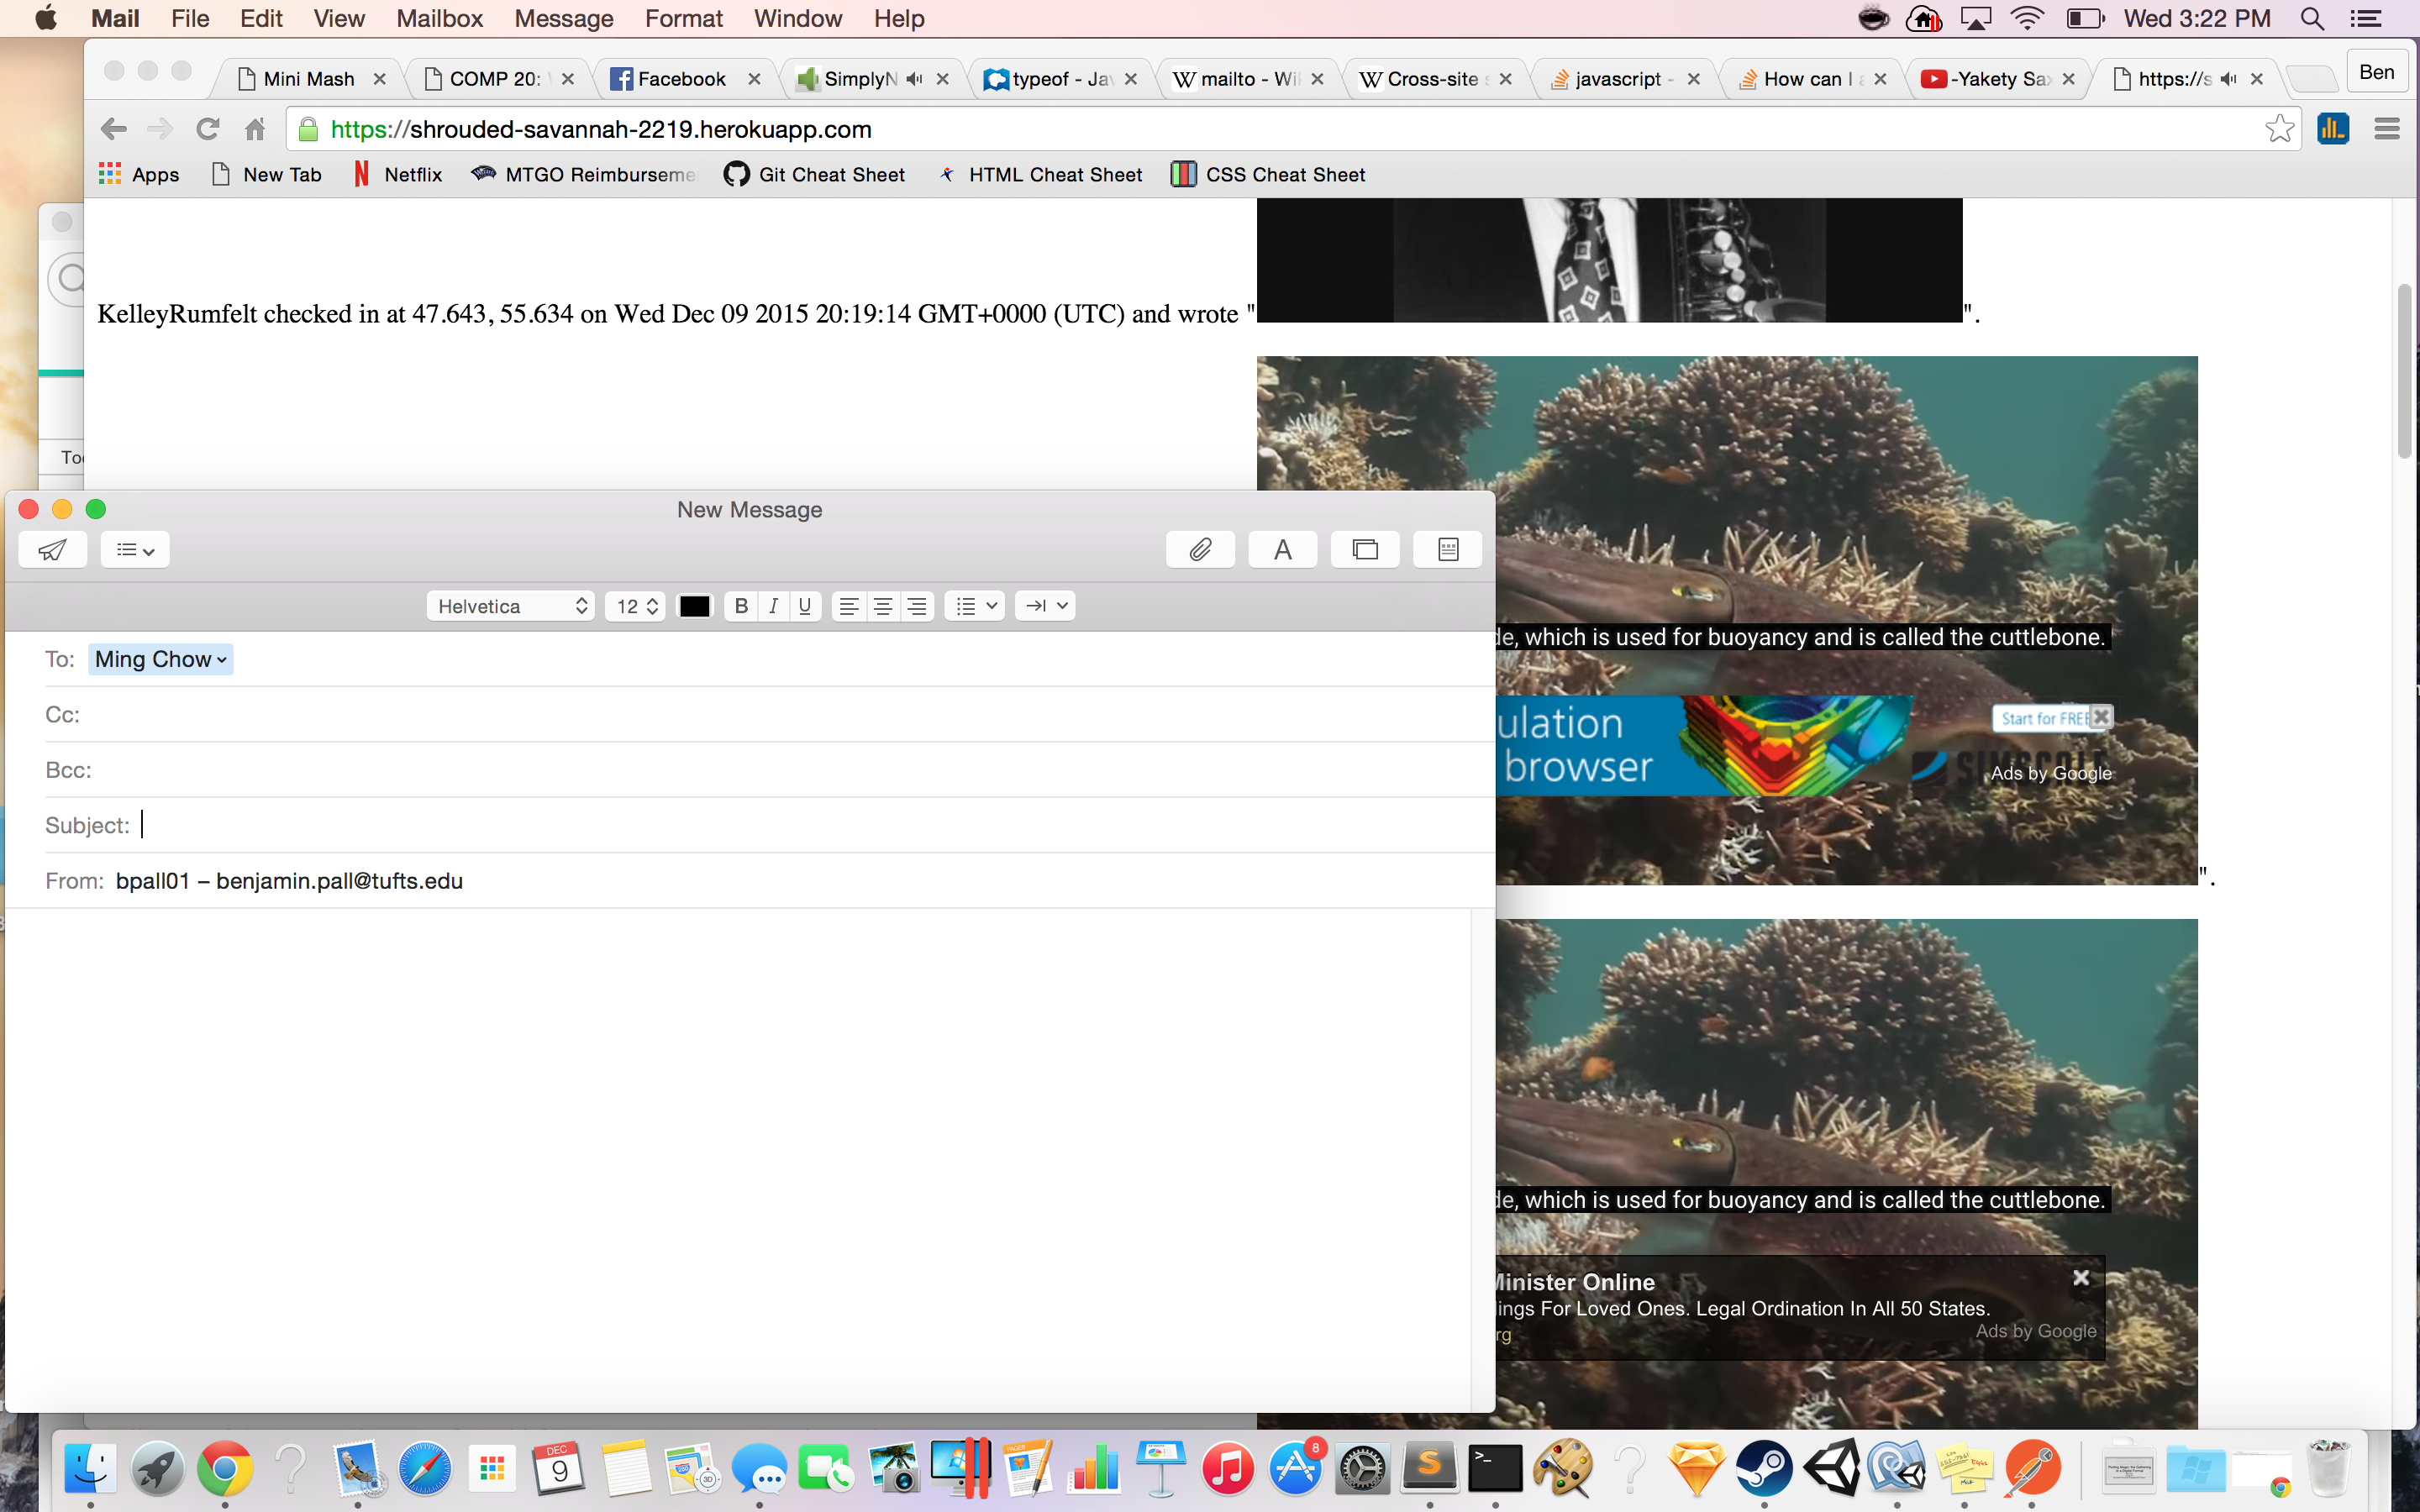 Mail File Edit View Mailbox Message Format Window Help Wed 3:22 PM
Mini Mash COMP 20: Facebook SimplyN typeof - Ja mailto - Wi Cross-site javascript - How can I a -Yakety Sa https://s Ben
https://shrouded-savannah-2219.herokuapp.com
Apps New Tab Netflix MTGO Reimburseme Git Cheat Sheet HTML Cheat Sheet CSS Cheat Sheet
KelleyRumfelt checked in at 47.643, 55.634 on Wed Dec 09 2015 20:19:14 GMT+0000 (UTC) and wrote " ".
To
New Message
A
Helvetica 12 B I U
To: Ming Chow
Cc:
Bcc:
Subject:
From: bpall01 – benjamin.pall@tufts.edu
de, which is used for buoyancy and is called the cuttlebone.
ulation
browser
Start for FREE
Ads by Google
".
de, which is used for buoyancy and is called the cuttlebone.
Minister Online
ings For Loved Ones. Legal Ordination In All 50 States.
rg
Ads by Google
DEC
9
3D
PAGES
8
S
>_